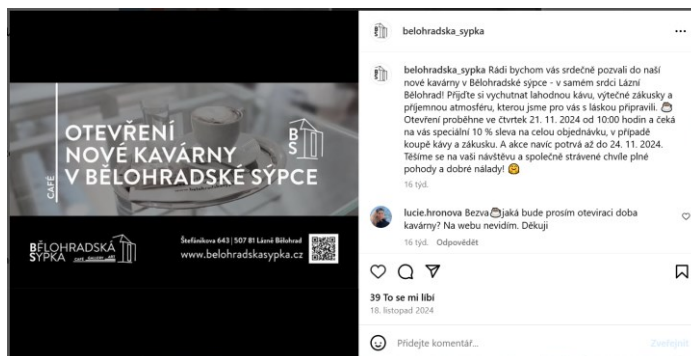 CAFÉ
OTEVŘENÍ
NOVÉ KAVÁRNY
V BĚLOHRADSKÉ SÝPCE
B
S
BĚLOHRADSKÁ
SÝPKA
CAFÉ GALLERY ART
Štefánikova 643 | 507 81 Lázně Bělohrad
www.belohradskasypka.cz
belohradska_sypka
belohradska_sypka Rádi bychom vás srdečně pozvali do naší
nové kavárny v Bělohradské sýpce - v samém srdci Lázní
Bělohrad! Přijďte si vychutnat lahodnou kávu, výtečné zákusky a
příjemnou atmosféru, kterou jsme pro vás s láskou připravili. ☕
Otevření proběhne ve čtvrtek 21. 11. 2024 od 10:00 hodin a čeká
na vás speciální 10 % sleva na celou objednávku, v případě
koupě kávy a zákusku. A akce navíc potrvá až do 24. 11. 2024.
Těšíme se na vaši návštěvu a společně strávené chvíle plné
pohody a dobré nálady! 🤗
16 týd.
lucie.hronova Bezva☕jaká bude prosím oteviraci doba
kavárny? Na webu nevidím. Děkuji
16 týd. Odpovědět
39 To se mi líbí
18. listopad 2024
Přidejte komentář...
Zveřejnit